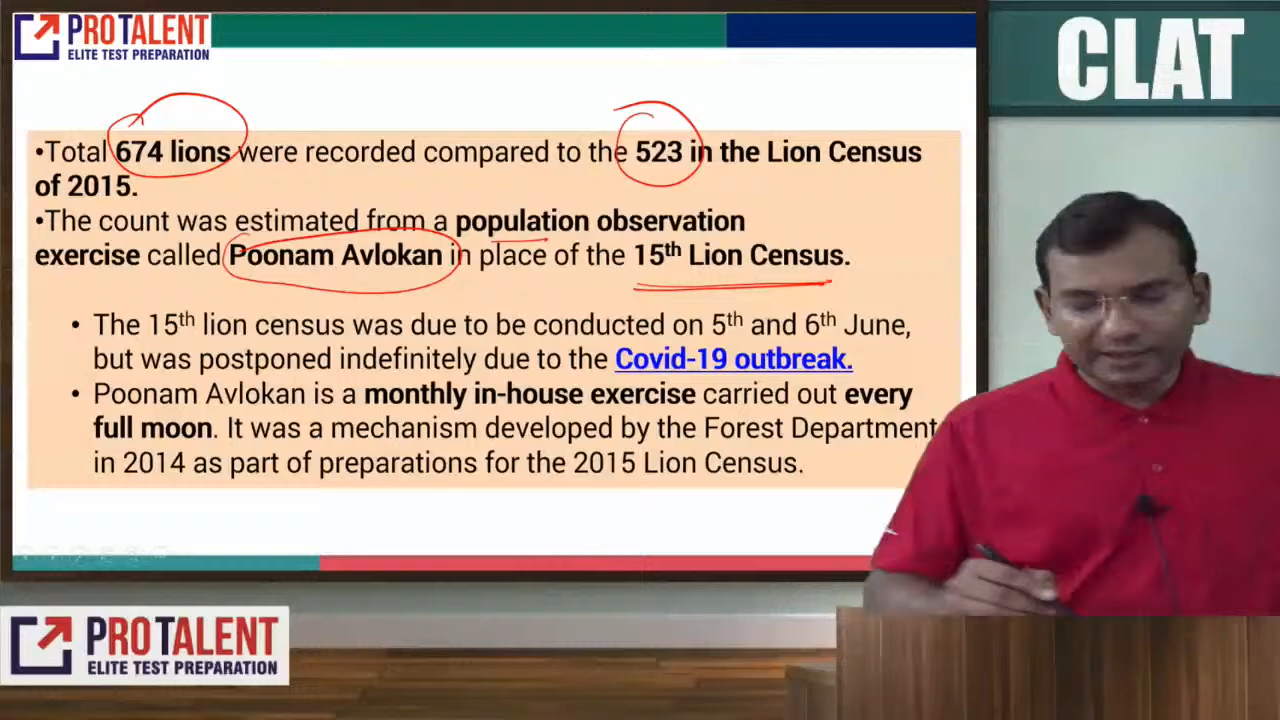 PROTALENT
ELITE TEST PREPARATION
CLAT
•Total 674 lions were recorded compared to the 523 in the Lion Census
of 2015.
•The count was estimated from a population observation
exercise called Poonam Avlokan in place of the 15th Lion Census.
• The 15th lion census was due to be conducted on 5th and 6th June,
but was postponed indefinitely due to the Covid-19 outbreak.
• Poonam Avlokan is a monthly in-house exercise carried out every
full moon. It was a mechanism developed by the Forest Department
in 2014 as part of preparations for the 2015 Lion Census.
PROTALENT
ELITE TEST PREPARATION